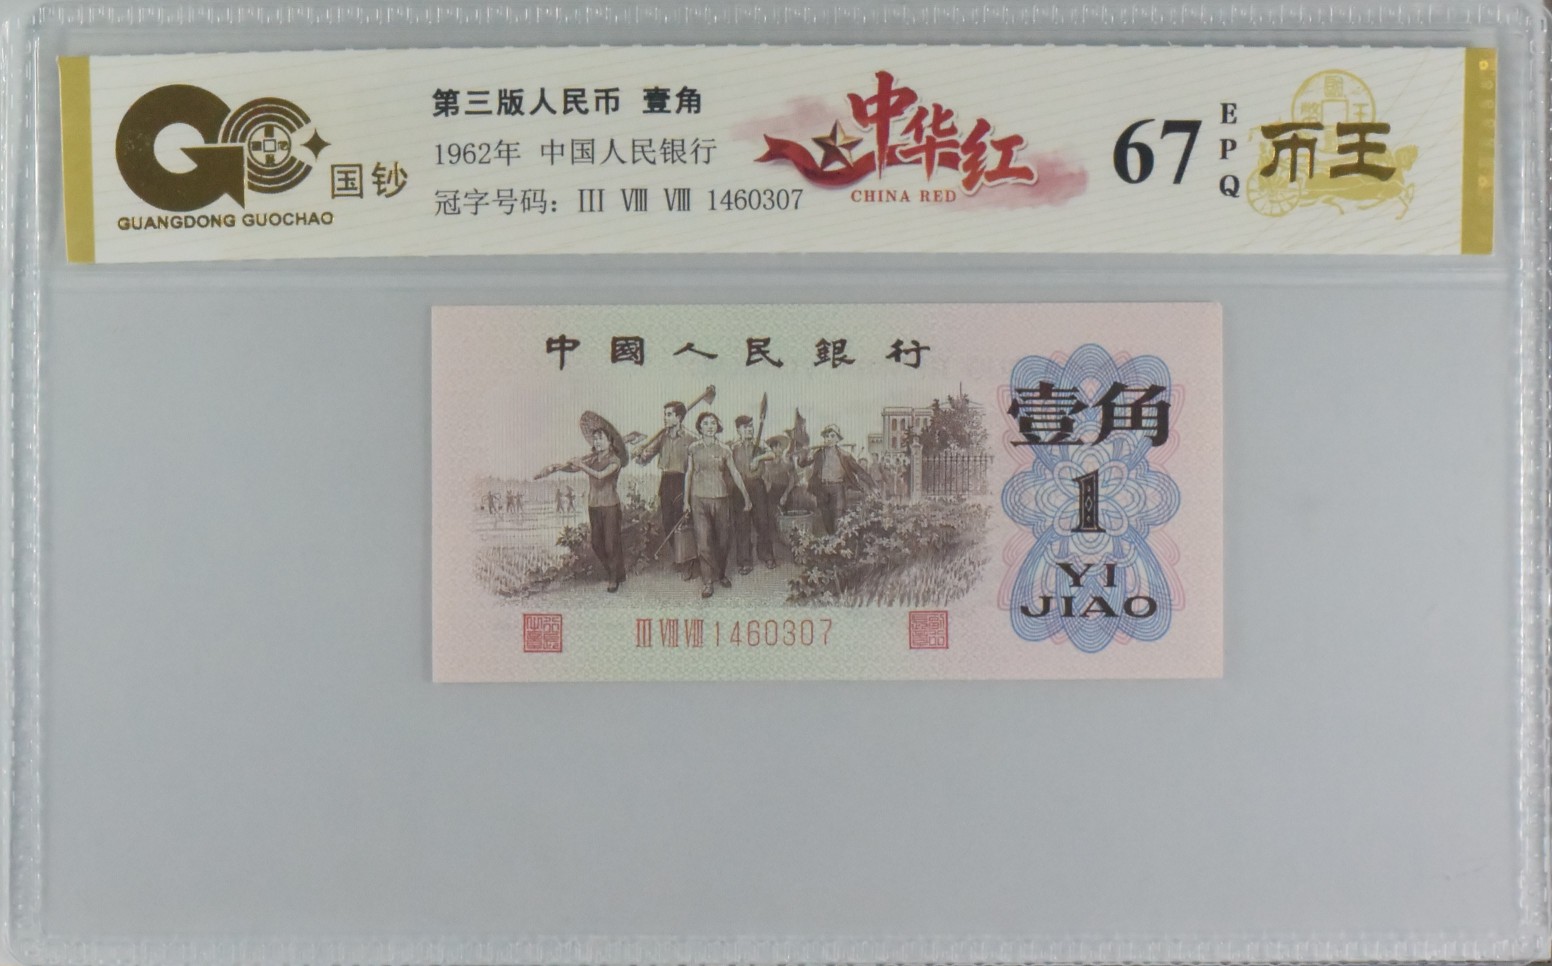 GC
国钞
GUANGDONG GUOCHAO
第三版人民币 壹角
1962年 中国人民银行
冠字号码：III VIII VIII 1460307
中华红
CHINA RED
67
EPQ
币王
中國人民銀行
壹角
1
YI
JIAO
III VIII VIII 1460307